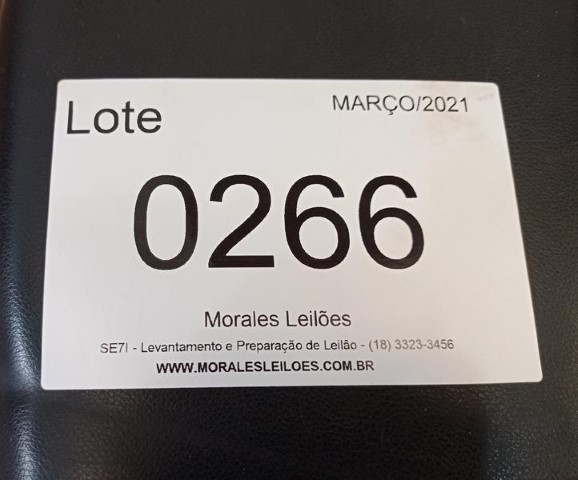 Lote
MARÇO/2021
0266
Morales Leilões
SE7I - Levantamento e Preparação de Leilão - (18) 3323-3456
WWW.MORALESLEILOES.COM.BR